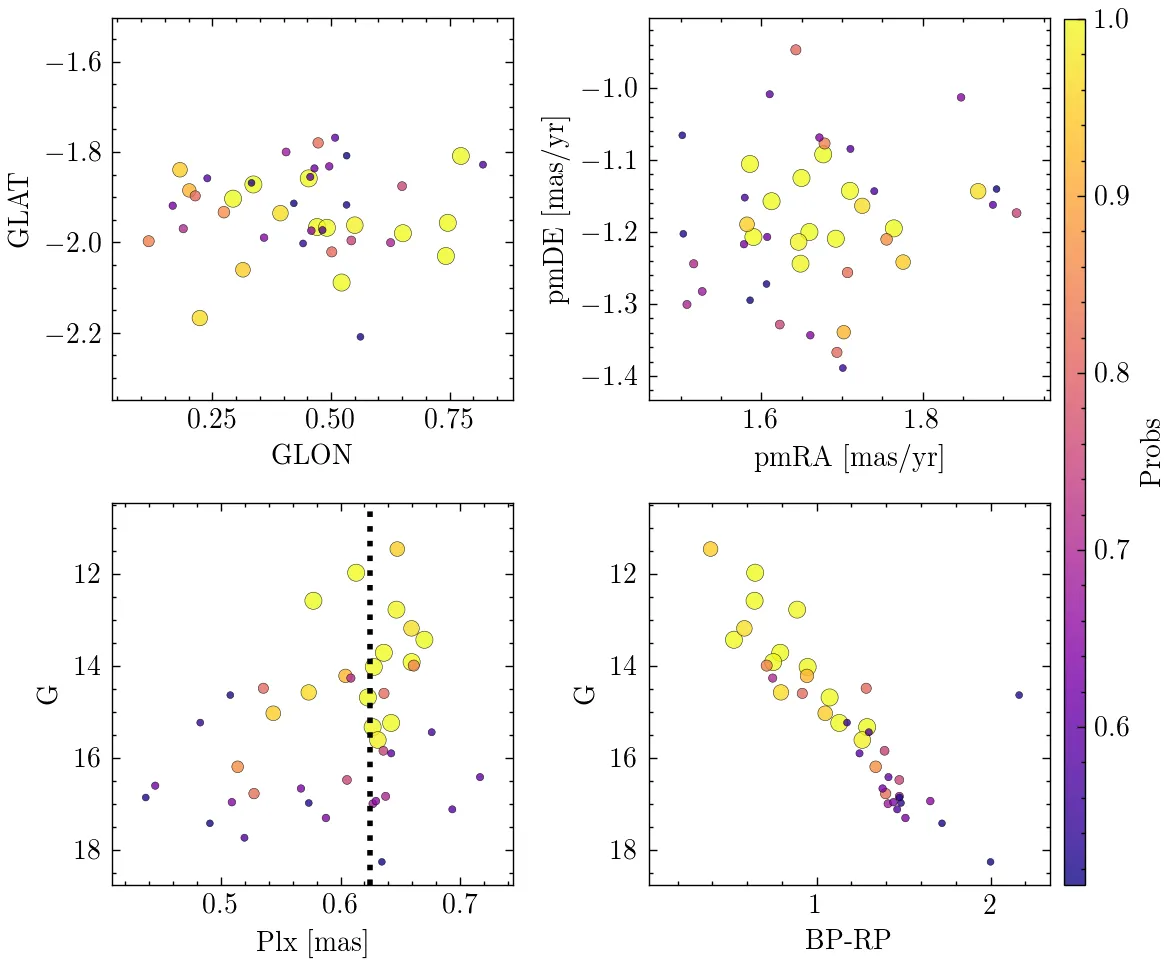 −1.6
−1.8
−2.0
−2.2
GLAT
0.25 0.50 0.75
GLON
−1.0
−1.1
−1.2
−1.3
−1.4
pmDE [mas/yr]
1.6 1.8
pmRA [mas/yr]
1.0
0.9
0.8
0.7
0.6
Probs
12
14
16
18
G
0.5 0.6 0.7
Plx [mas]
12
14
16
18
G
1 2
BP-RP